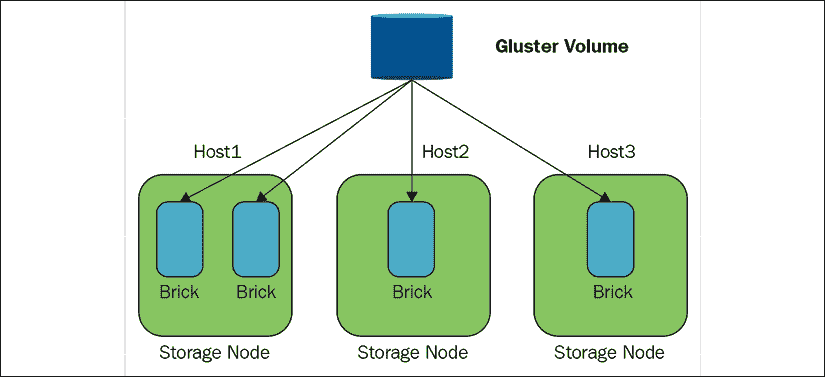 Gluster Volume
Host1
Host2
Host3
Brick
Brick
Brick
Brick
Storage Node
Storage Node
Storage Node